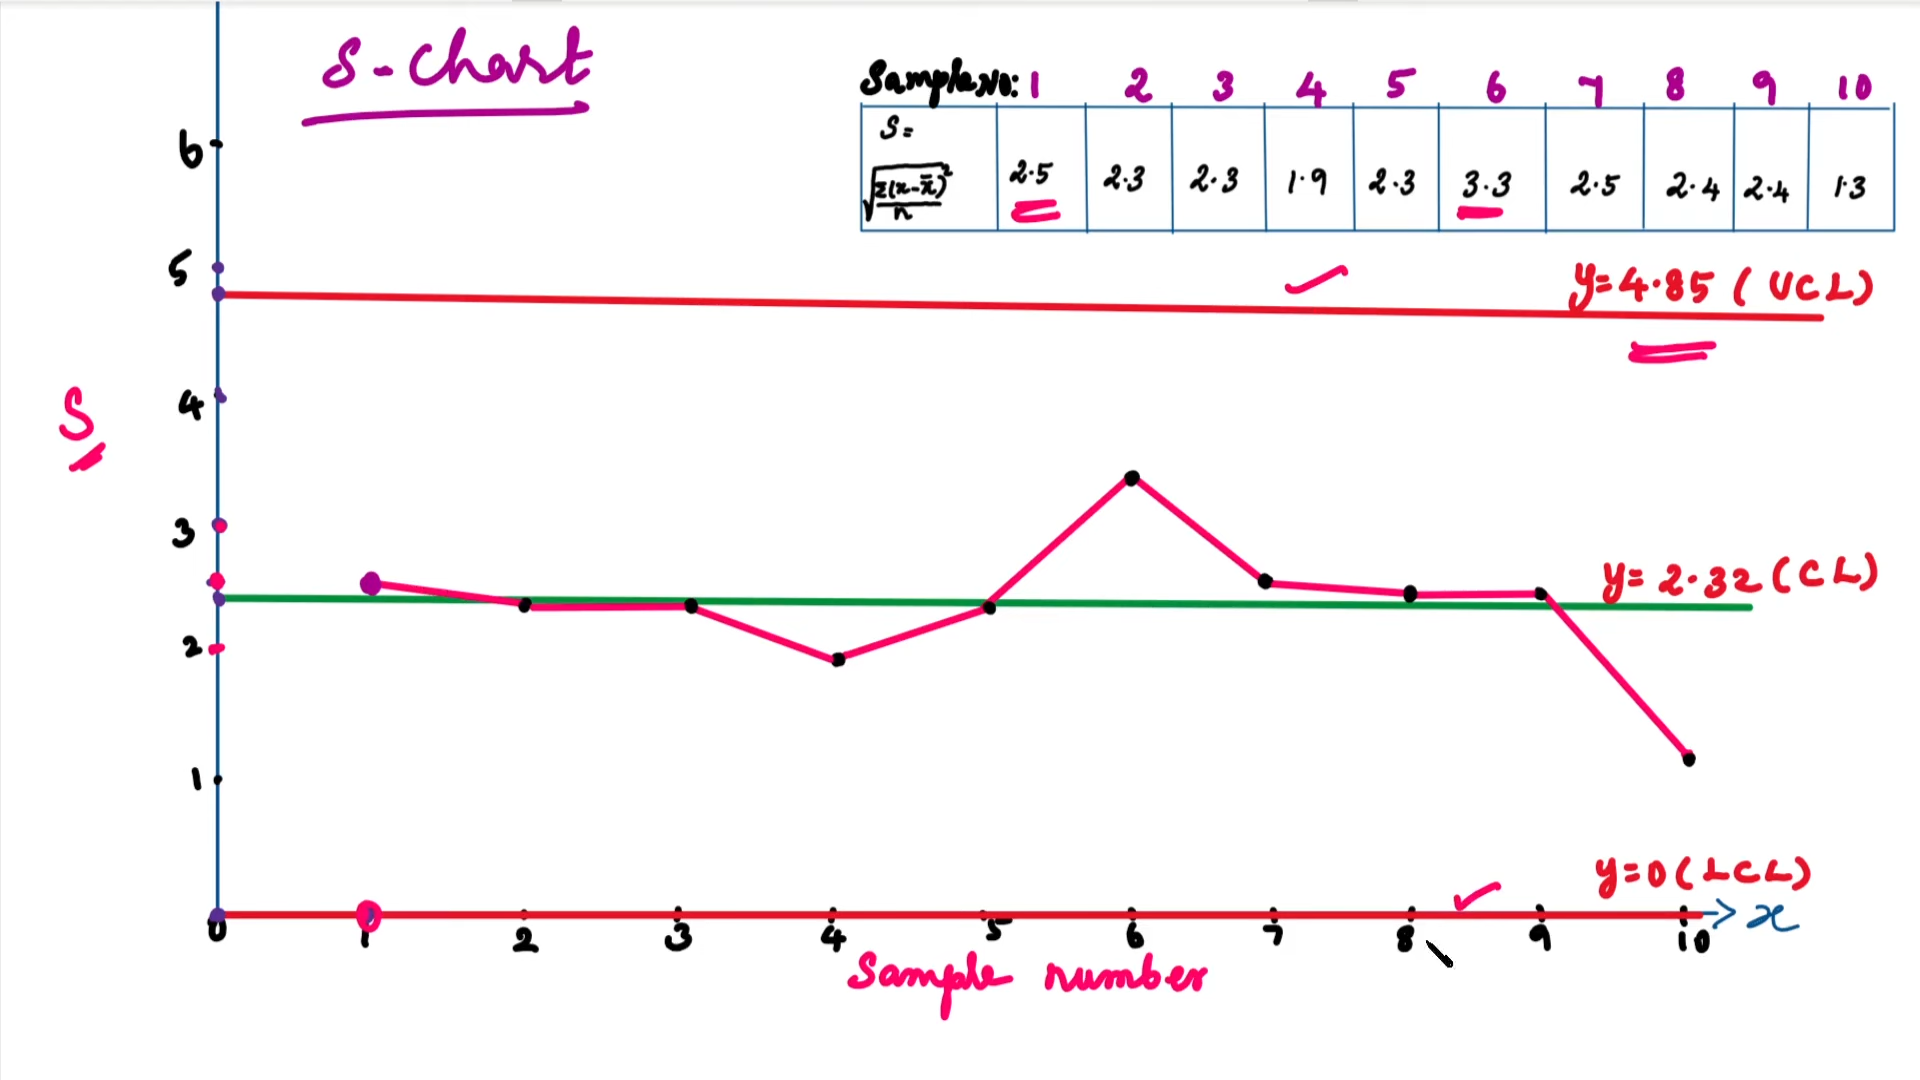 S-chart
Sample No: 1 2 3 4 5 6 7 8 9 10
S=
√Σ(x-x̄)²/n 2.5 2.3 2.3 1.9 2.3 3.3 2.5 2.4 2.4 1.3
6
5
y=4.85 (UCL)
4
S
3
y=2.32 (CL)
2
1
y=0 (LCL)
0 1 2 3 4 5 6 7 8 9 10 x
Sample number